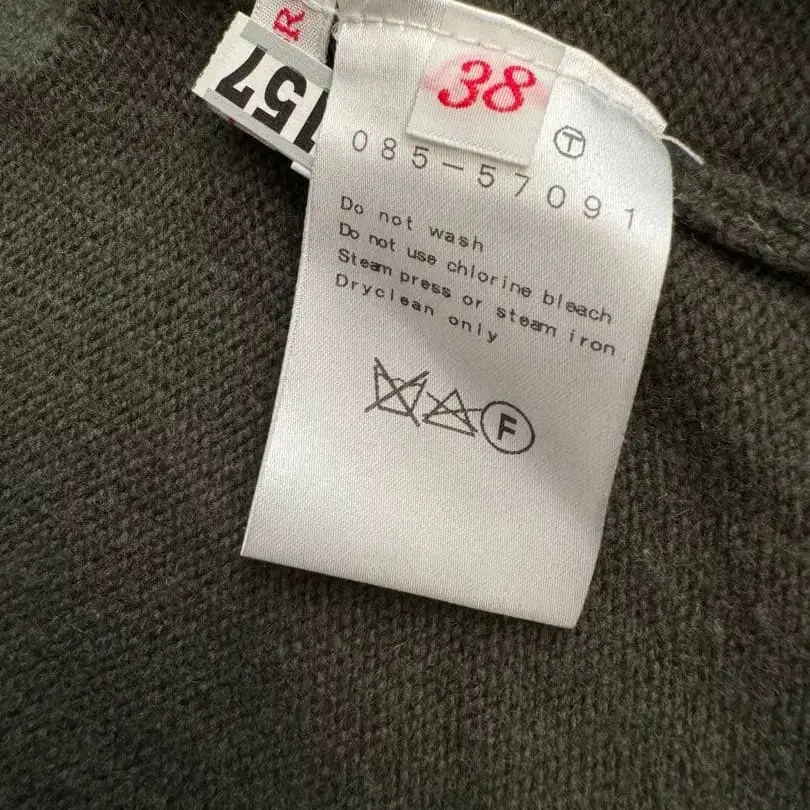 R
157
38
T
085-57091
Do not wash
Do not use chlorine bleach
Steam press or steam iron
Dryclean only
F